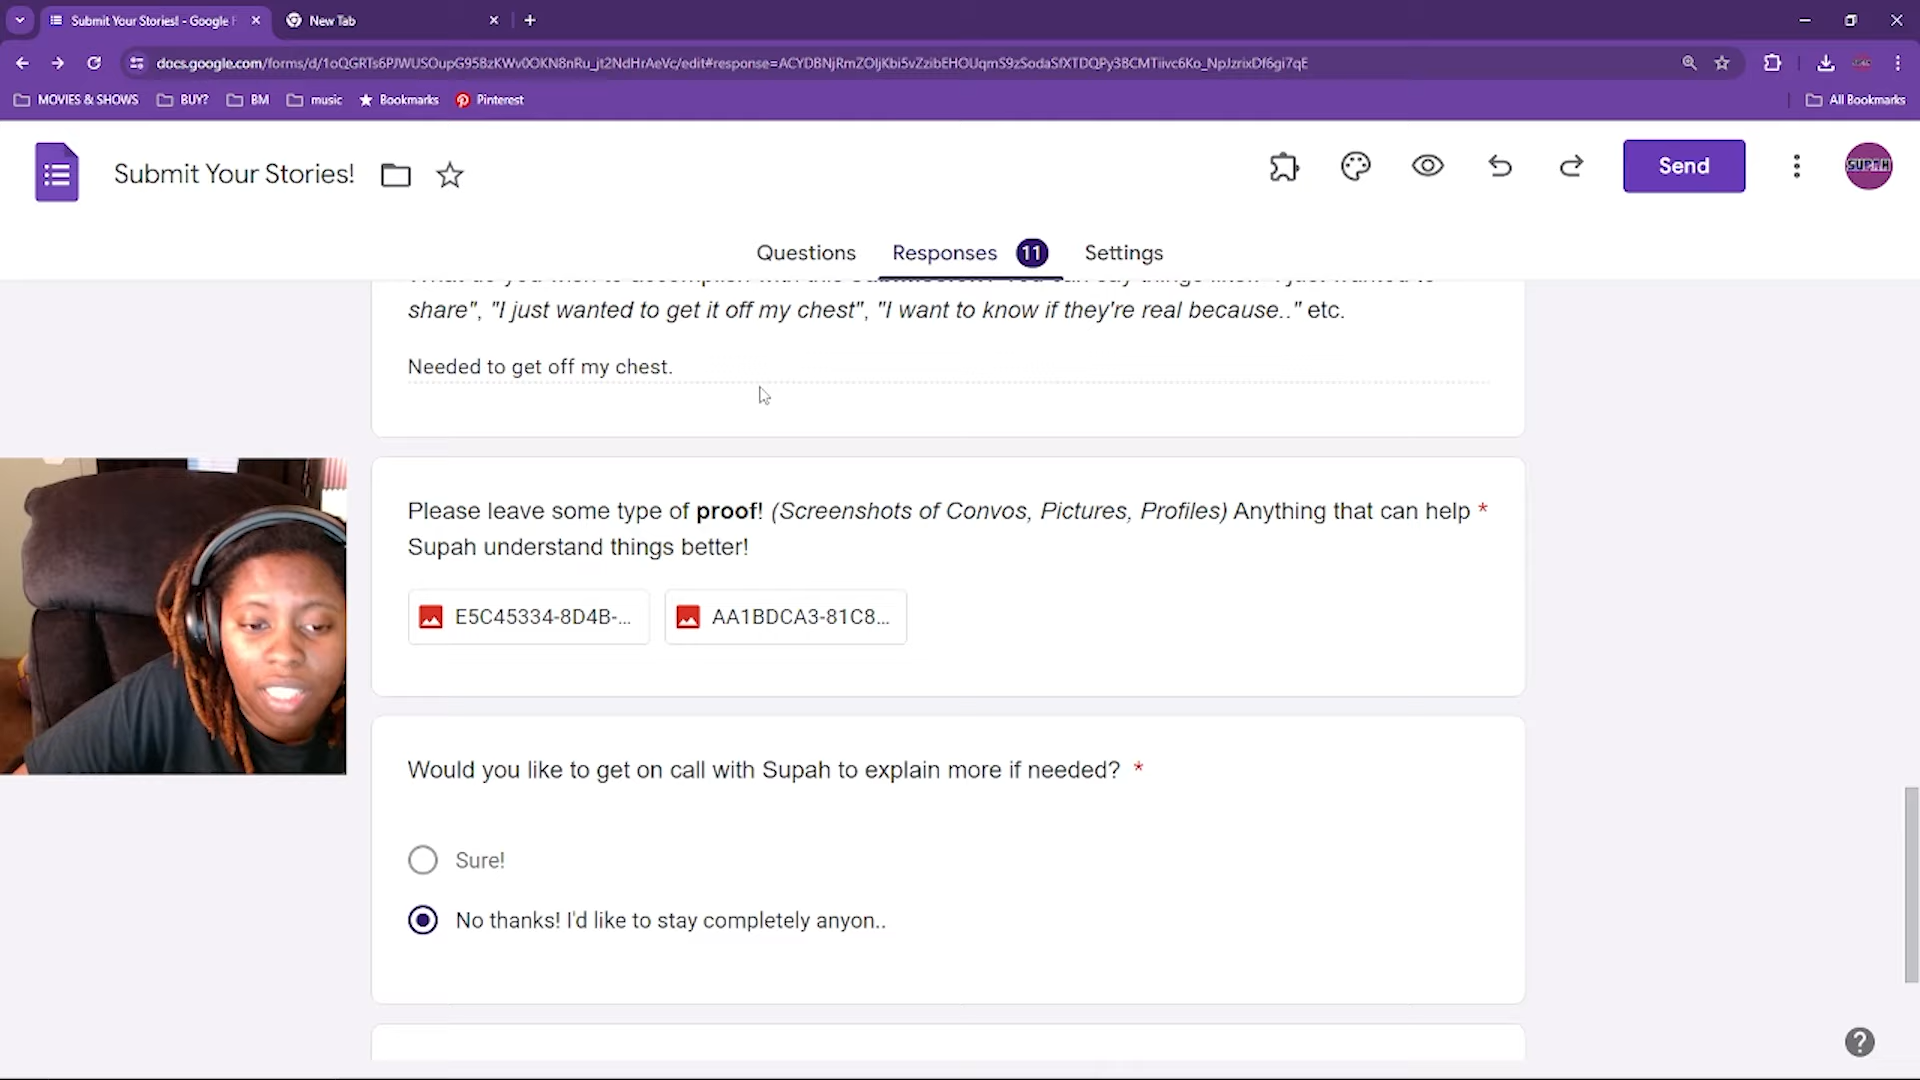 Submit Your Stories! - Google F
New Tab
docs.google.com/forms/d/1oQGRTs6PJWUSOupG958zKWv0OKN8nRu_jt2NdHrAeVc/edit#response=ACYDBNjRmZOljKbi5vZzibEHOUqmS9zSodaSfXTDQPy38CMTiivc6Ko_NpJzrixDf6gi7qE
MOVIES & SHOWS
BUY?
BM
music
Bookmarks
Pinterest
All Bookmarks
Submit Your Stories!
Send
SUPAH
Questions
Responses
11
Settings
share", "I just wanted to get it off my chest", "I want to know if they're real because.." etc.
Needed to get off my chest.
Please leave some type of proof! (Screenshots of Convos, Pictures, Profiles) Anything that can help *
Supah understand things better!
E5C45334-8D4B-...
AA1BDCA3-81C8...
Would you like to get on call with Supah to explain more if needed? *
Sure!
No thanks! I'd like to stay completely anyon..